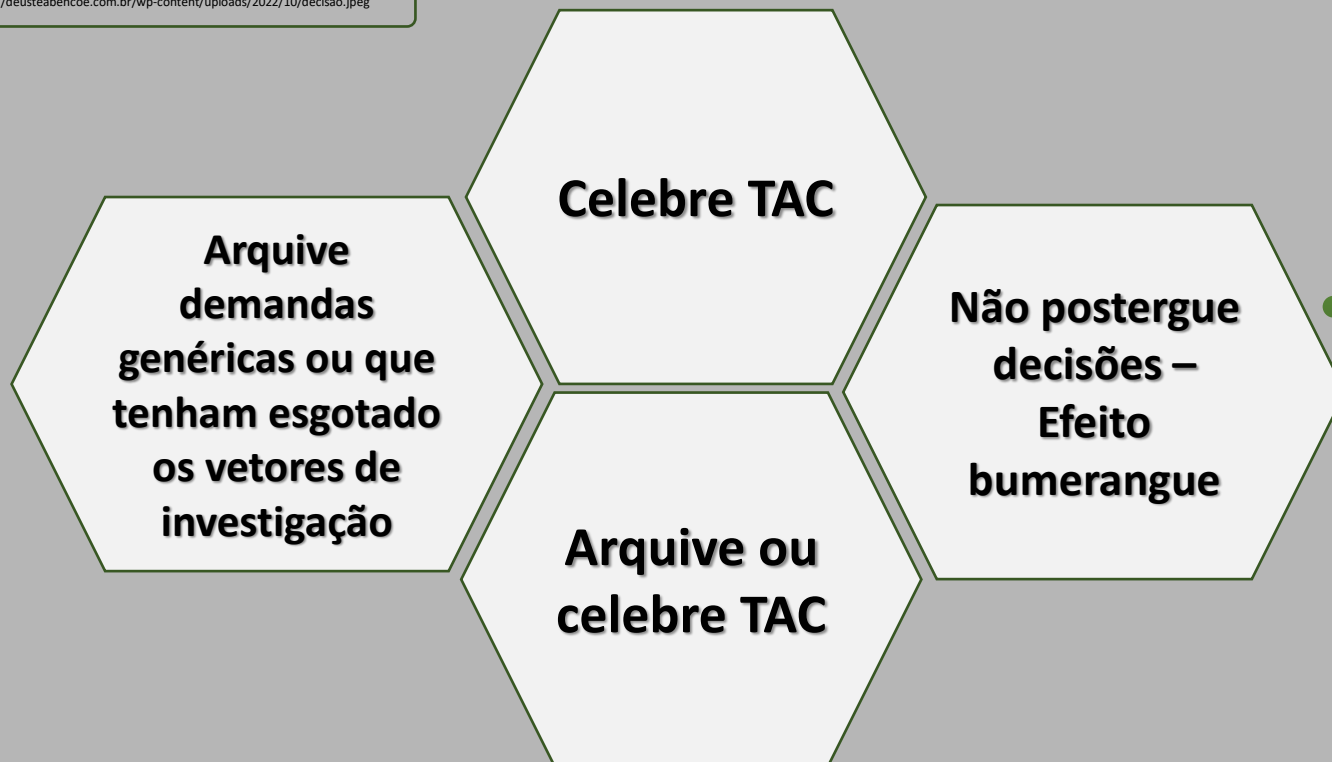 /deusteabencoe.com.br/wp-content/uploads/2022/10/decisao.jpeg
Celebre TAC
Arquive
demandas
genéricas ou que
tenham esgotado
os vetores de
investigação
Não postergue
decisões –
Efeito
bumerangue
Arquive ou
celebre TAC